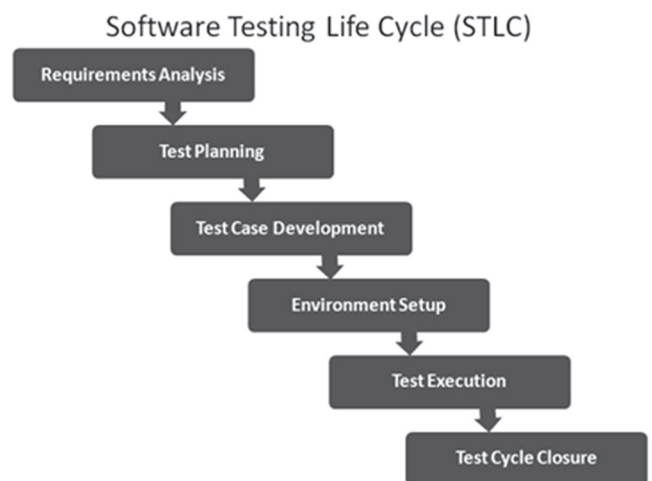 Software Testing Life Cycle (STLC)
Requirements Analysis
Test Planning
Test Case Development
Environment Setup
Test Execution
Test Cycle Closure